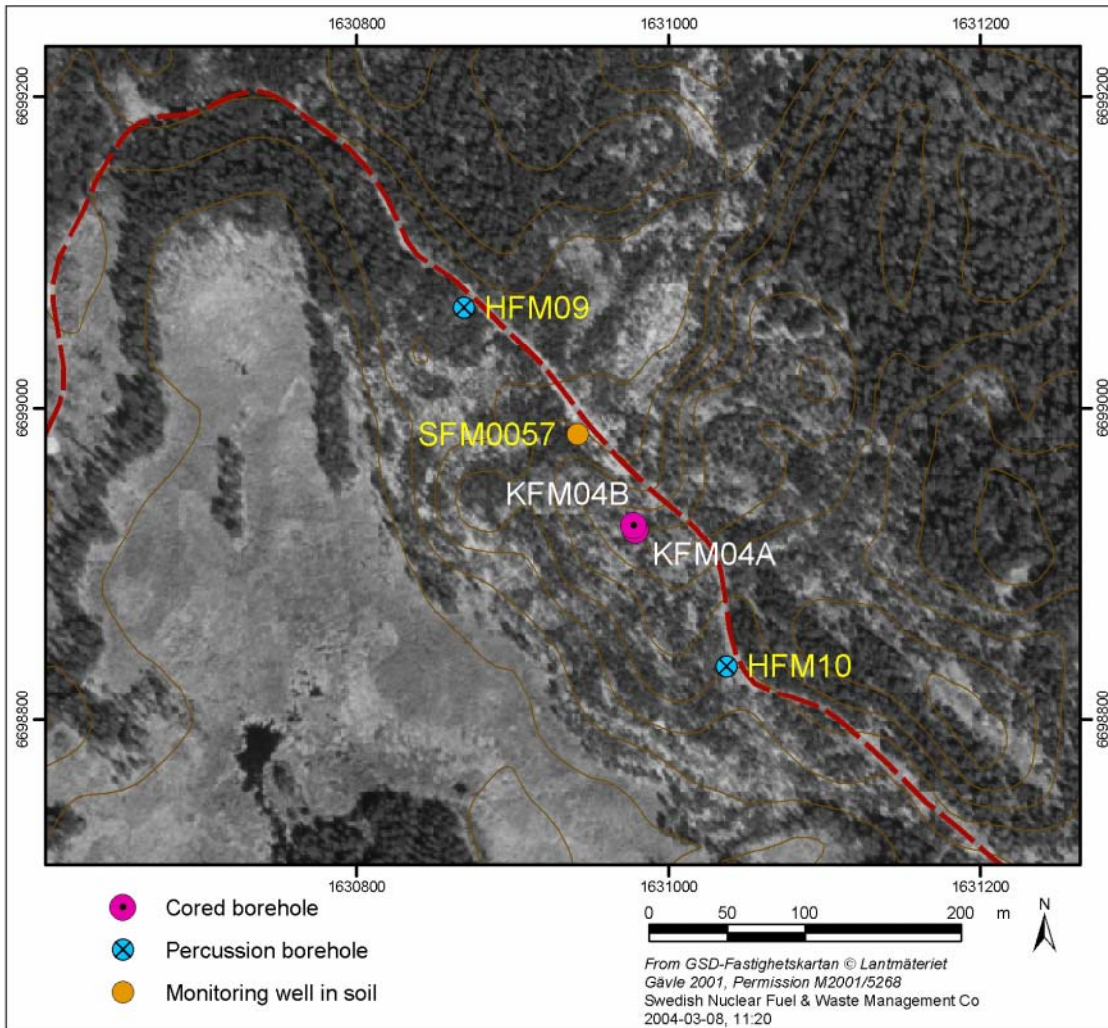 1630800 1631000 1631200
6699200 6699200
HFM09
6699000 6699000
SFM0057
KFM04B
KFM04A
HFM10
6698800 6698800
1630800 1631000 1631200
Cored borehole
Percussion borehole
Monitoring well in soil
0 50 100 200 m
N
From GSD-Fastighetskartan © Lantmäteriet
Gävle 2001, Permission M2001/5268
Swedish Nuclear Fuel & Waste Management Co
2004-03-08, 11:20